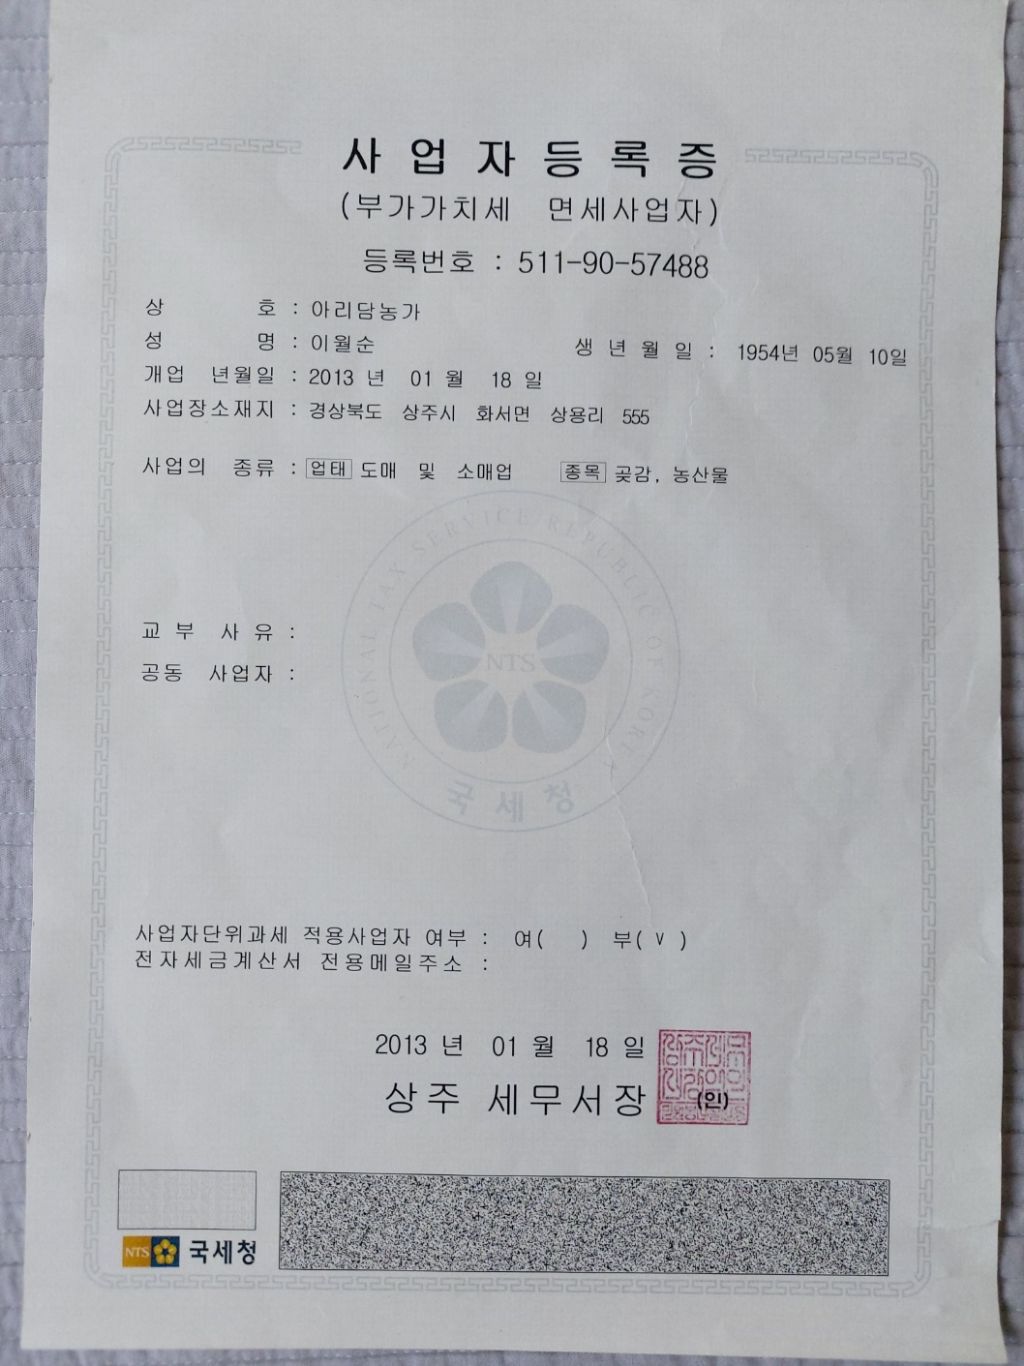 사업자등록증
(부가가치세 면세사업자)
등록번호 : 511-90-57488
상 호 : 아리담농가
성 명 : 이월순 생 년 월 일 : 1954년 05월 10일
개업 년월일 : 2013 년 01 월 18 일
사업장소재지 : 경상북도 상주시 화서면 상용리 555
사업의 종류 : 업태 도매 및 소매업 종목 곶감, 농산물
NATIONAL TAX SERVICE REPUBLIC OF KOREA
NTS
국세청
교 부 사 유 :
공동 사업자 :
사업자단위과세 적용사업자 여부 : 여( ) 부( v )
전자세금계산서 전용메일주소 :
2013 년 01 월 18 일
상주 세무서장 (인)
NTS 국세청